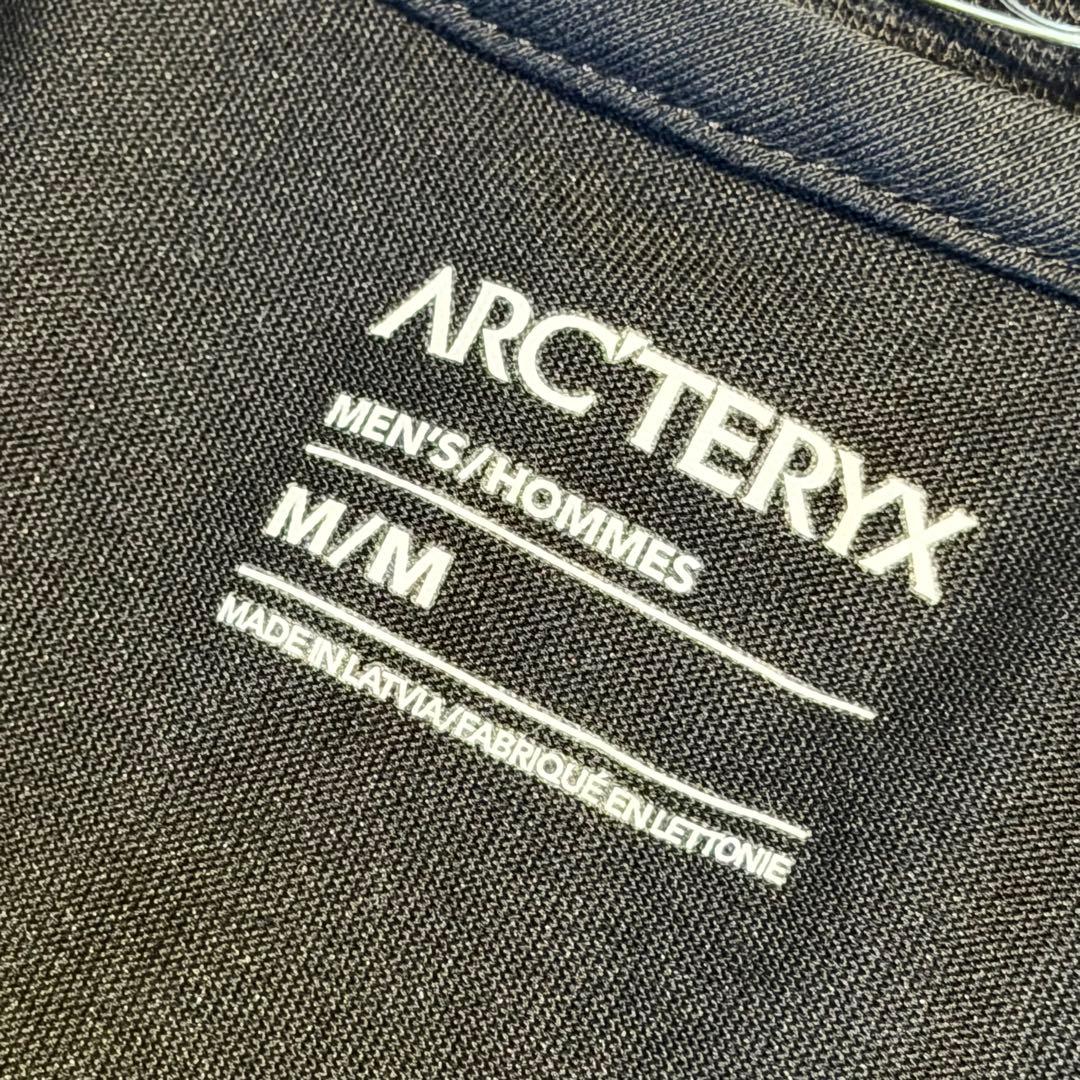 ARC'TERYX
MEN'S/HOMMES
M/M
MADE IN LATVIA/FABRIQUÉ EN LETTONIE